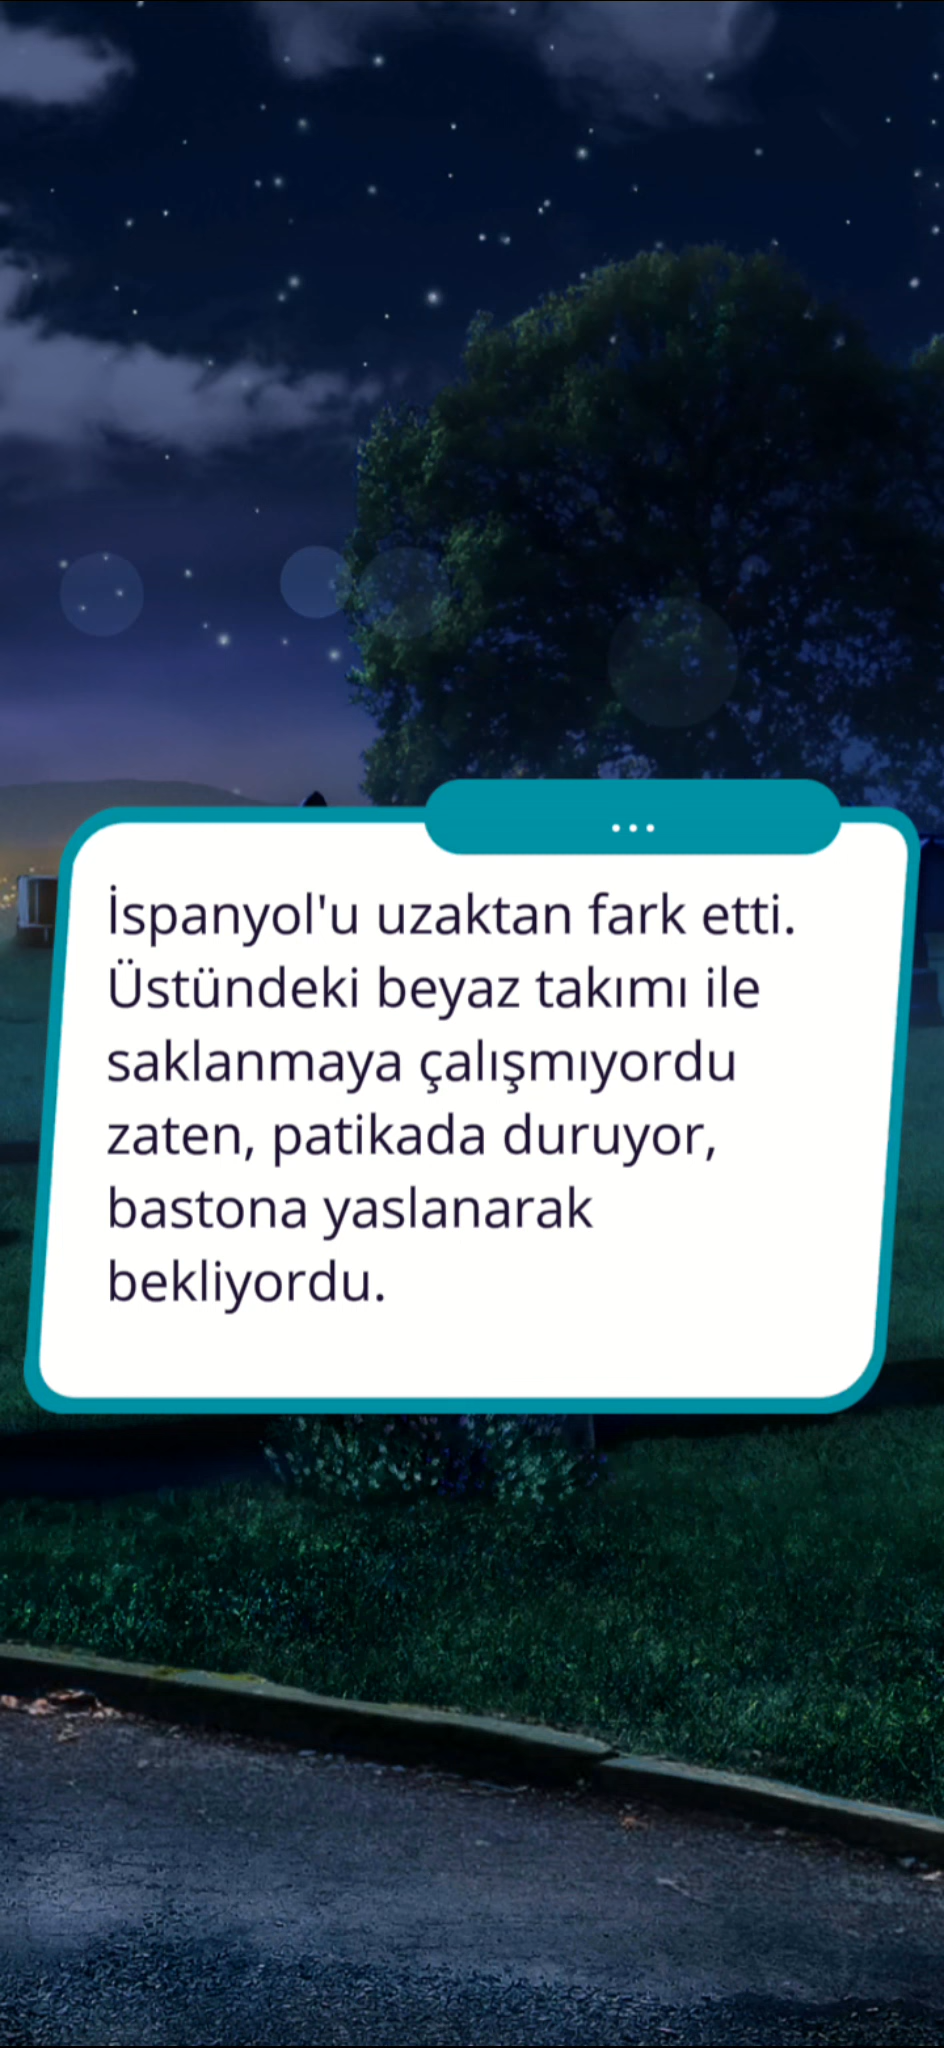 ...
İspanyol'u uzaktan fark etti.
Üstündeki beyaz takımı ile
saklanmaya çalışmıyordu
zaten, patikada duruyor,
bastona yaslanarak
bekliyordu.